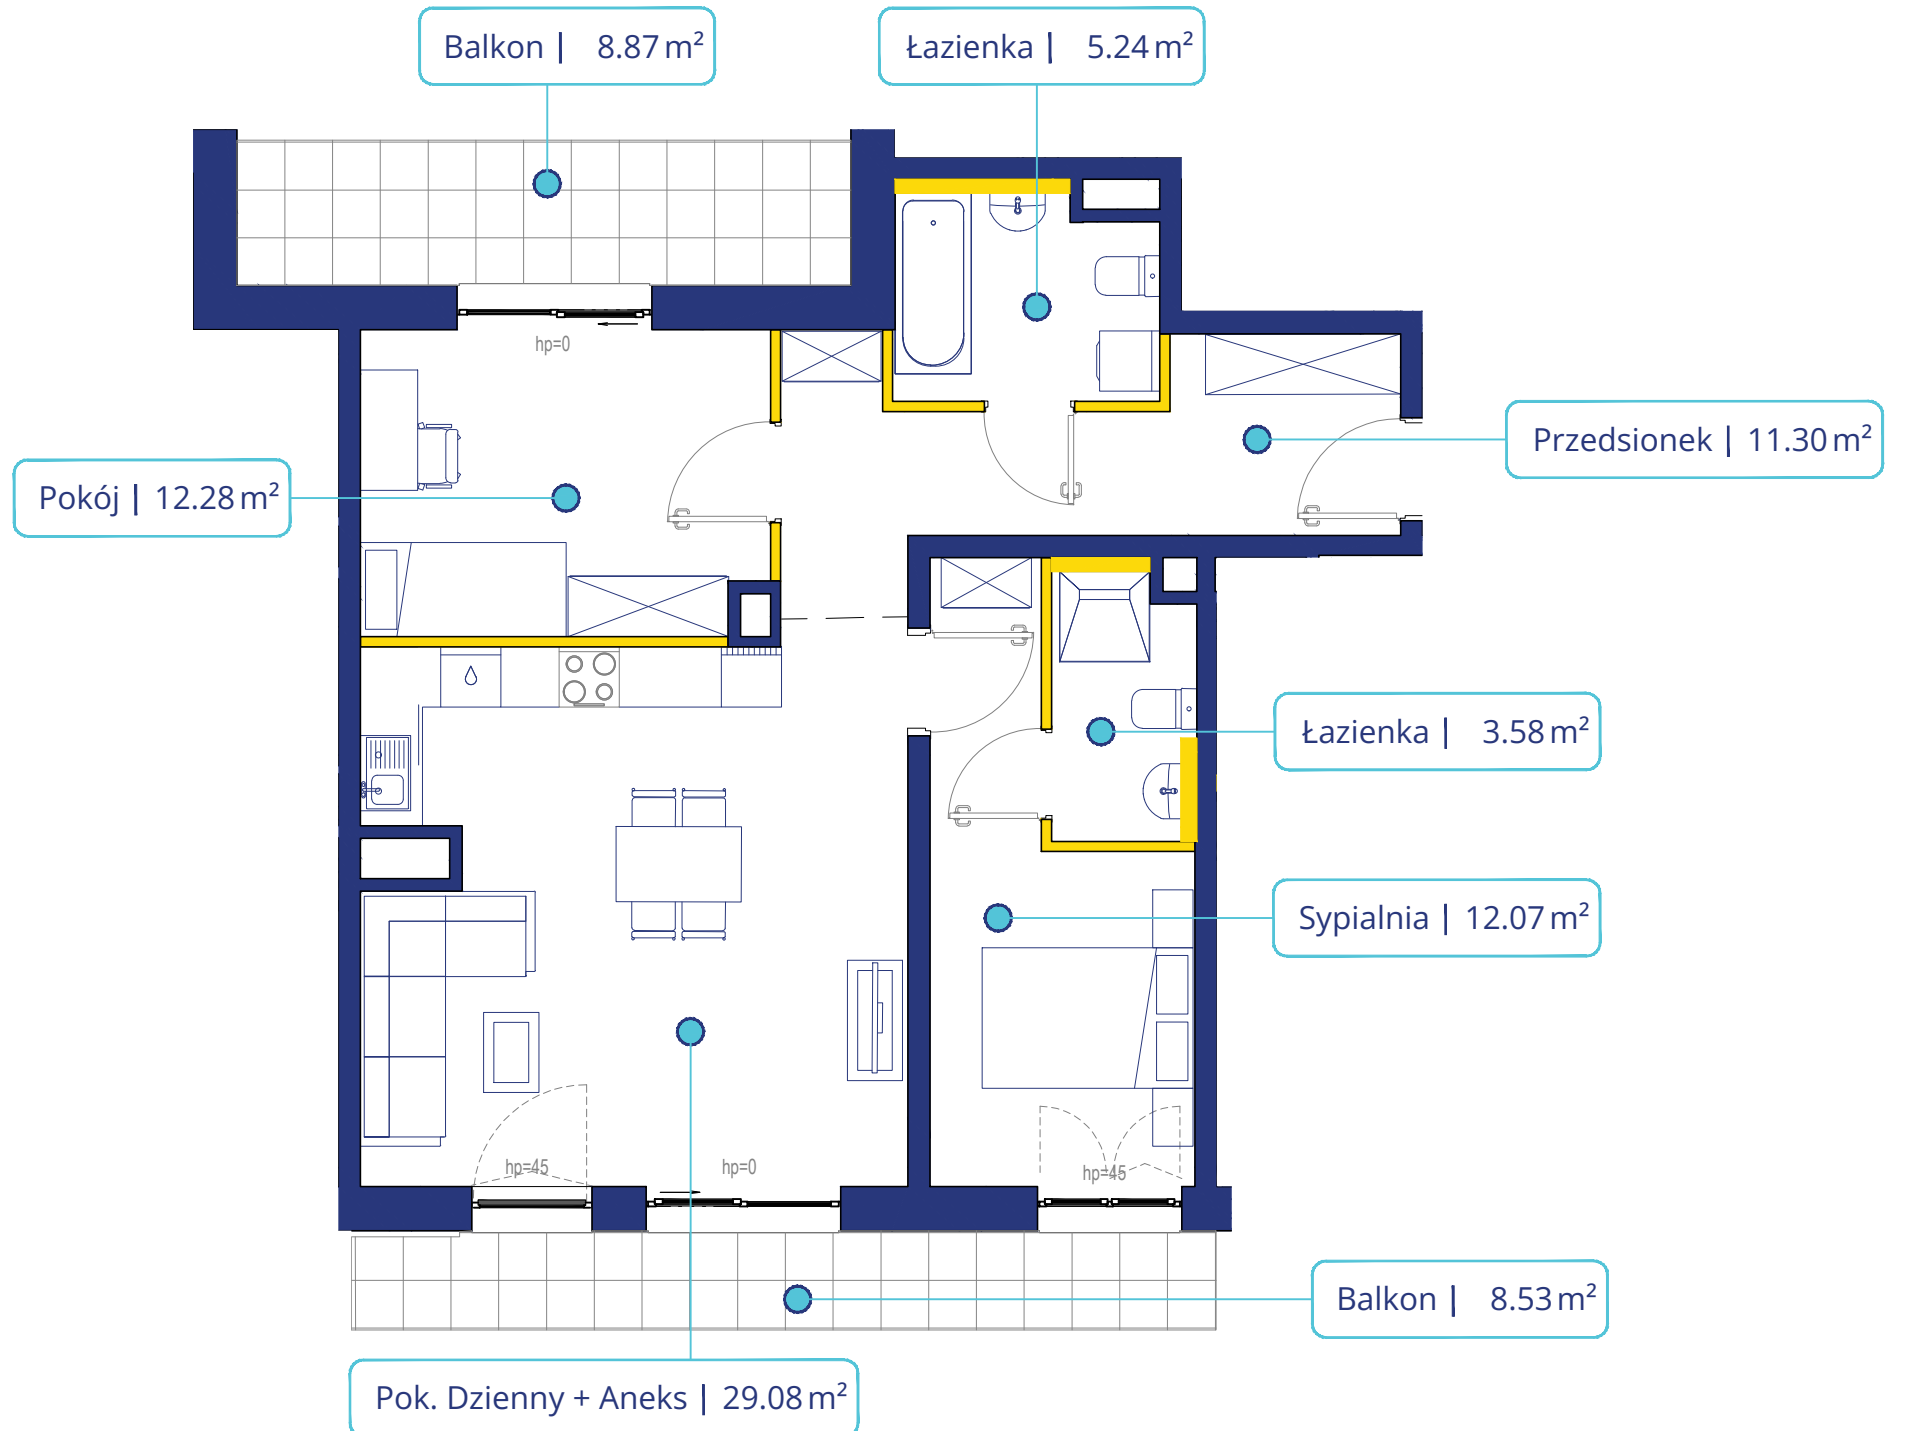 Balkon | 8.87 m²
Łazienka | 5.24 m²
hp=0
Przedsionek | 11.30 m²
Pokój | 12.28 m²
Łazienka | 3.58 m²
Sypialnia | 12.07 m²
hp=45
hp=0
hp=45
Balkon | 8.53 m²
Pok. Dzienny + Aneks | 29.08 m²